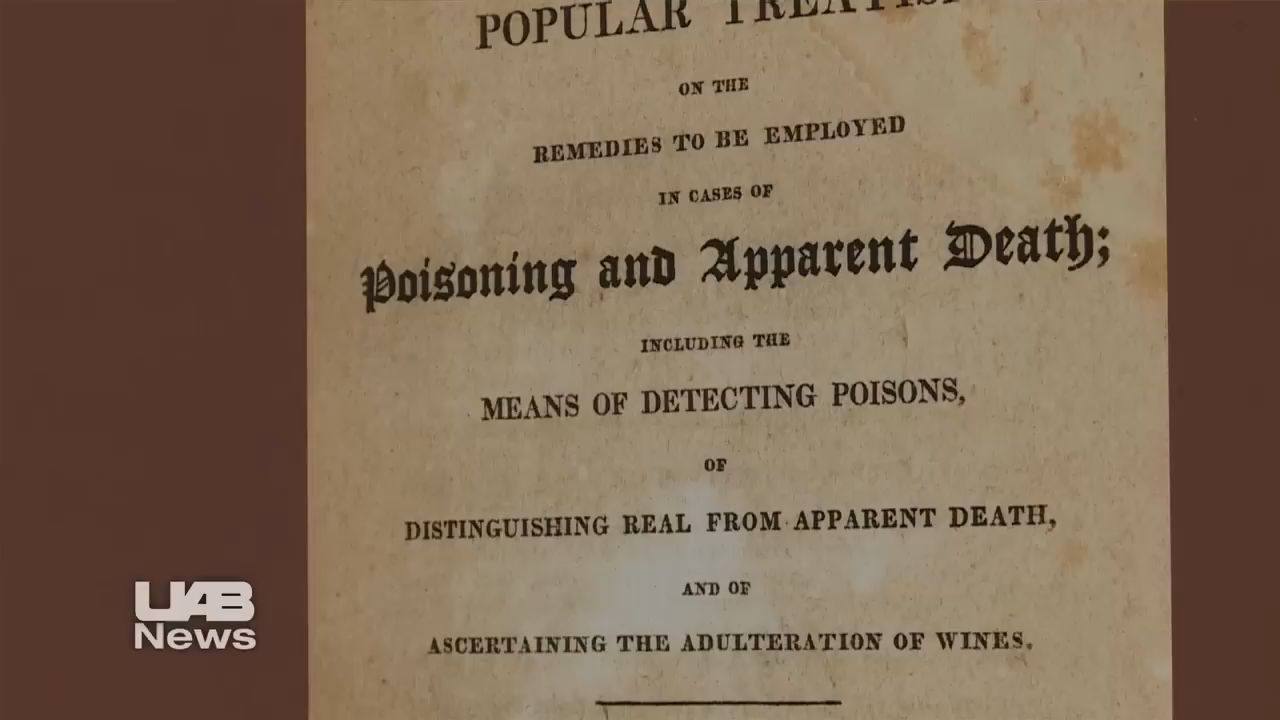 POPULAR TREATIS
ON THE
REMEDIES TO BE EMPLOYED
IN CASES OF
Poisoning and Apparent Death;
INCLUDING THE
MEANS OF DETECTING POISONS,
OF
DISTINGUISHING REAL FROM APPARENT DEATH,
AND OF
ASCERTAINING THE ADULTERATION OF WINES.
UAB
News